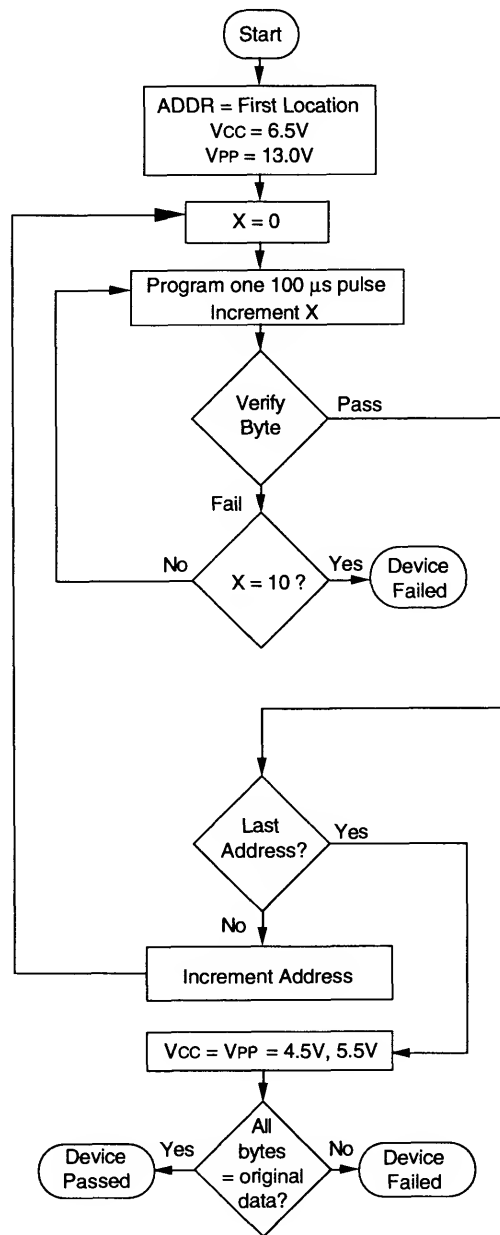 Start
ADDR = First Location
VCC = 6.5V
VPP = 13.0V
X = 0
Program one 100 µs pulse
Increment X
Verify
Byte
Pass
Fail
No
X = 10 ?
Yes
Device
Failed
Last
Address?
Yes
No
Increment Address
VCC = VPP = 4.5V, 5.5V
All
bytes
= original
data?
Yes
Device
Passed
No
Device
Failed